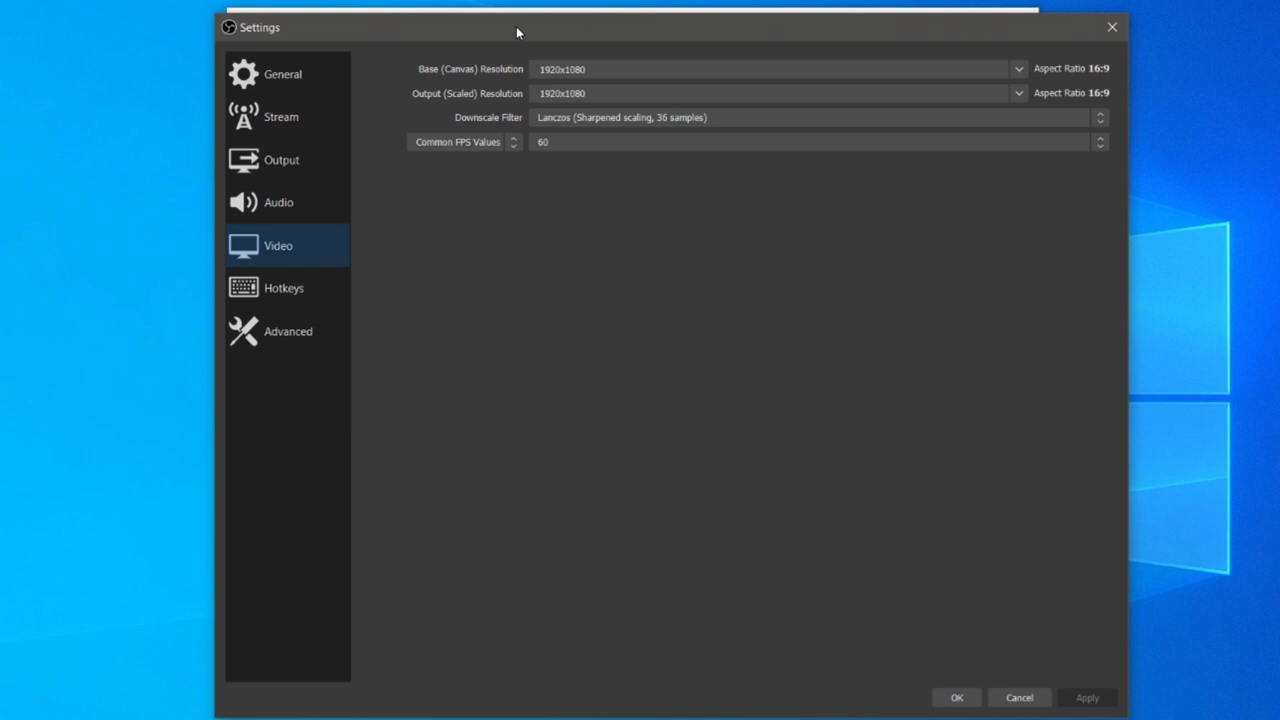 Settings
General
Stream
Output
Audio
Video
Hotkeys
Advanced
Base (Canvas) Resolution 1920x1080 Aspect Ratio 16:9
Output (Scaled) Resolution 1920x1080 Aspect Ratio 16:9
Downscale Filter Lanczos (Sharpened scaling, 36 samples)
Common FPS Values 60
OK Cancel Apply